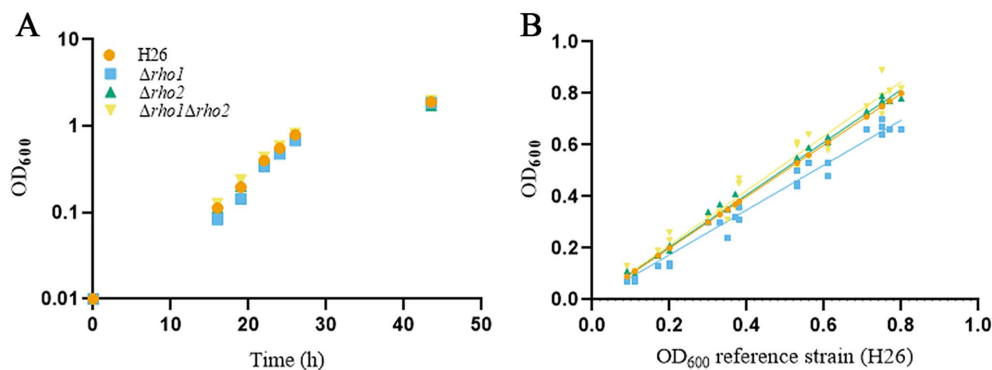 A
10
1
0.1
0.01
OD600
H26
Δrho1
Δrho2
Δrho1Δrho2
0 10 20 30 40 50
Time (h)
B
1.0
0.8
0.6
0.4
0.2
0.0
OD600
0.0 0.2 0.4 0.6 0.8 1.0
OD600 reference strain (H26)